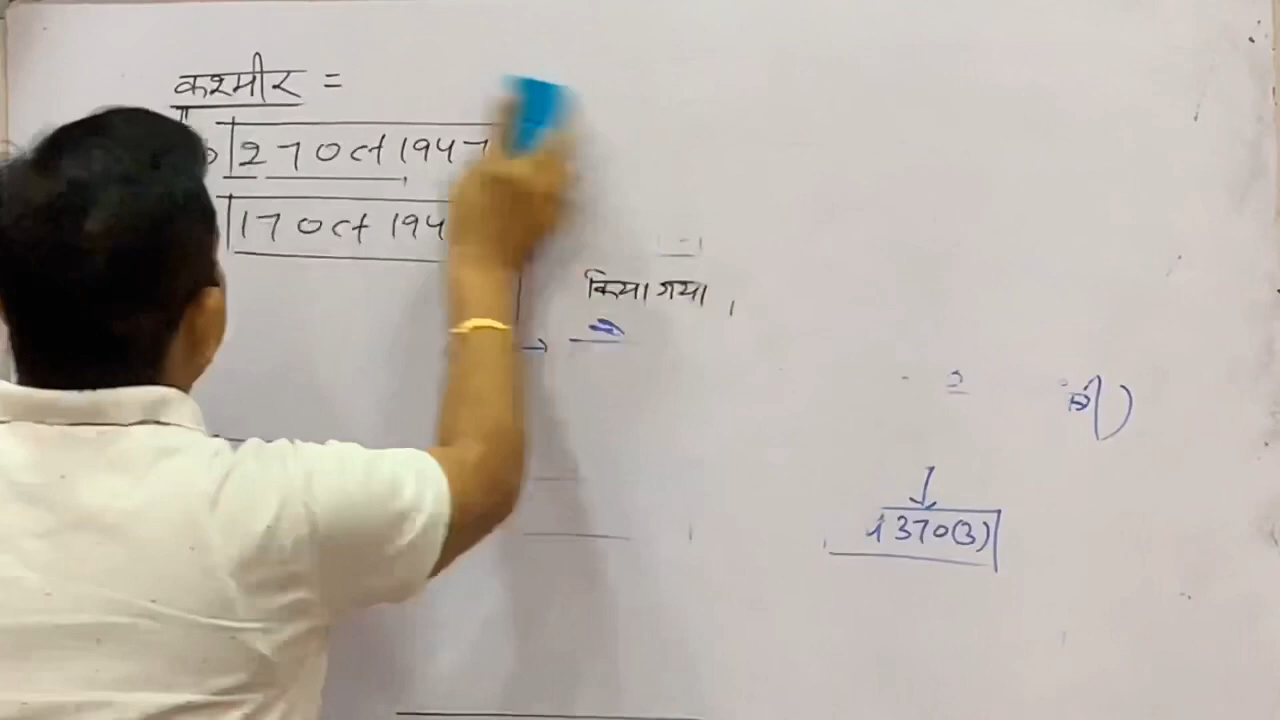 कश्मीर =
27 Oct 1947
17 Oct 194
किया गया ।
370(3)